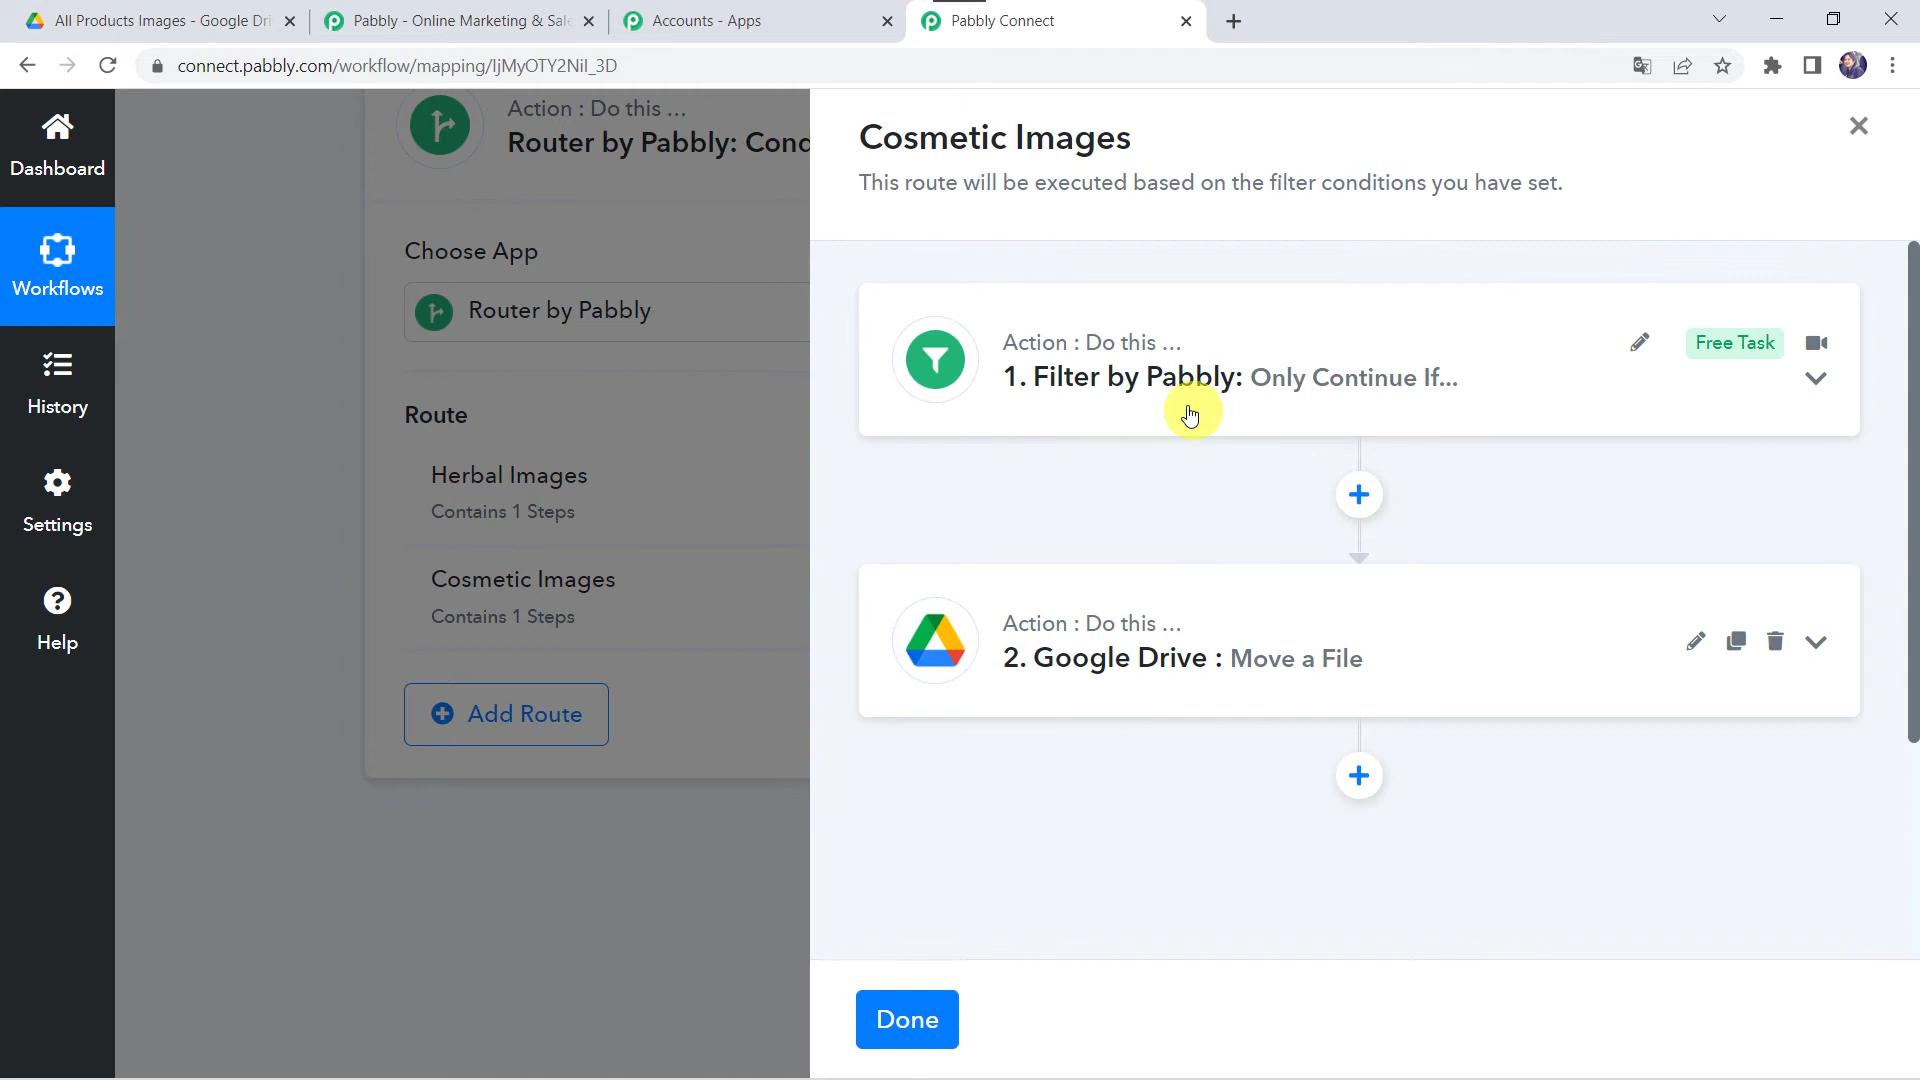 All Products Images - Google Dri
Pabbly - Online Marketing & Sale
Accounts - Apps
Pabbly Connect
connect.pabbly.com/workflow/mapping/IjMyOTY2NiI_3D
Dashboard
Workflows
History
Settings
Help
Action : Do this ...
Router by Pabbly: Cond
Choose App
Router by Pabbly
Route
Herbal Images
Contains 1 Steps
Cosmetic Images
Contains 1 Steps
Add Route
Cosmetic Images
This route will be executed based on the filter conditions you have set.
Action : Do this ...
1. Filter by Pabbly: Only Continue If...
Free Task
Action : Do this ...
2. Google Drive : Move a File
Done